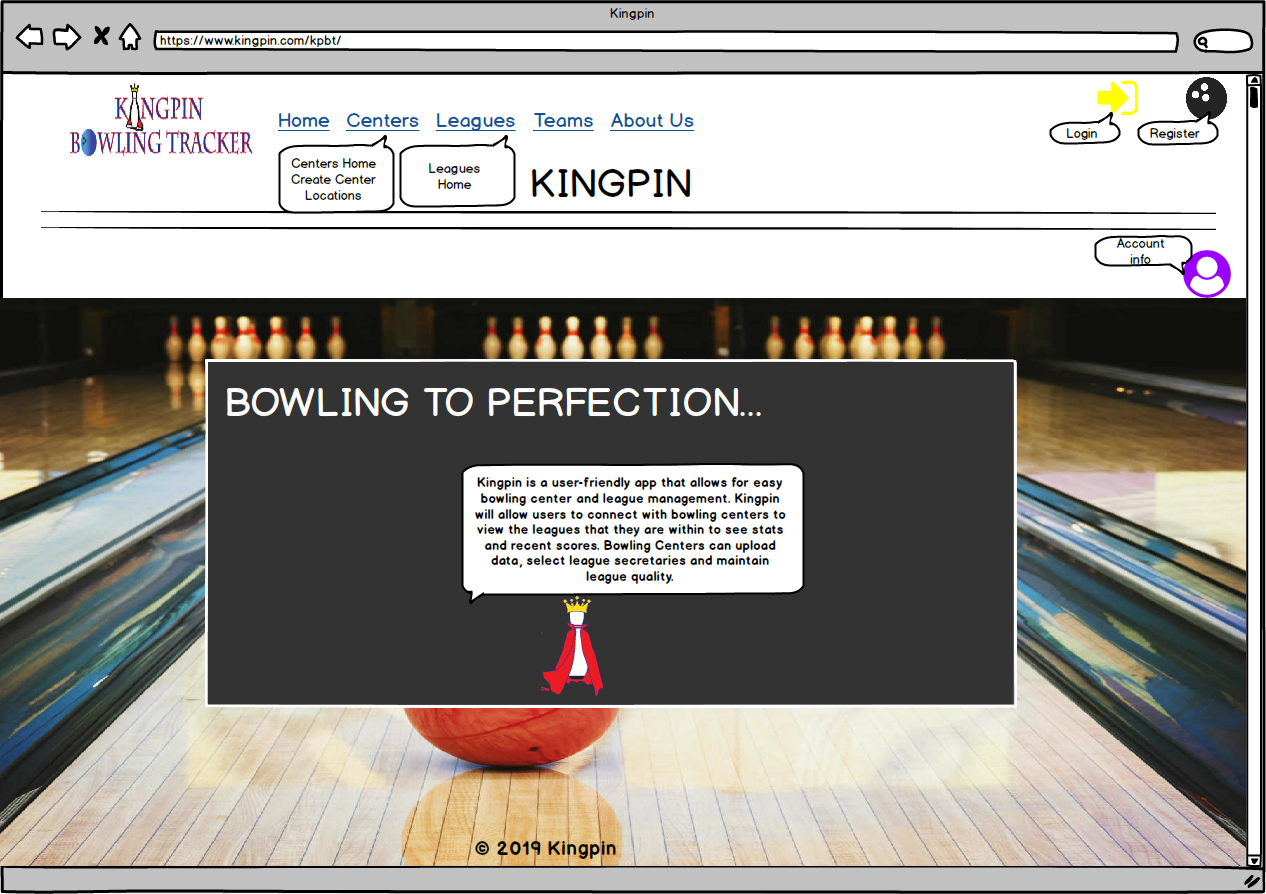 Kingpin
https://www.kingpin.com/kpbt/
KINGPIN
BOWLING TRACKER
Home Centers Leagues Teams About Us
Login
Register
Centers Home
Create Center
Locations
Leagues
Home
KINGPIN
Account
info
BOWLING TO PERFECTION...
Kingpin is a user-friendly app that allows for easy
bowling center and league management. Kingpin
will allow users to connect with bowling centers to
view the leagues that they are within to see stats
and recent scores. Bowling Centers can upload
data, select league secretaries and maintain
league quality.
© 2019 Kingpin